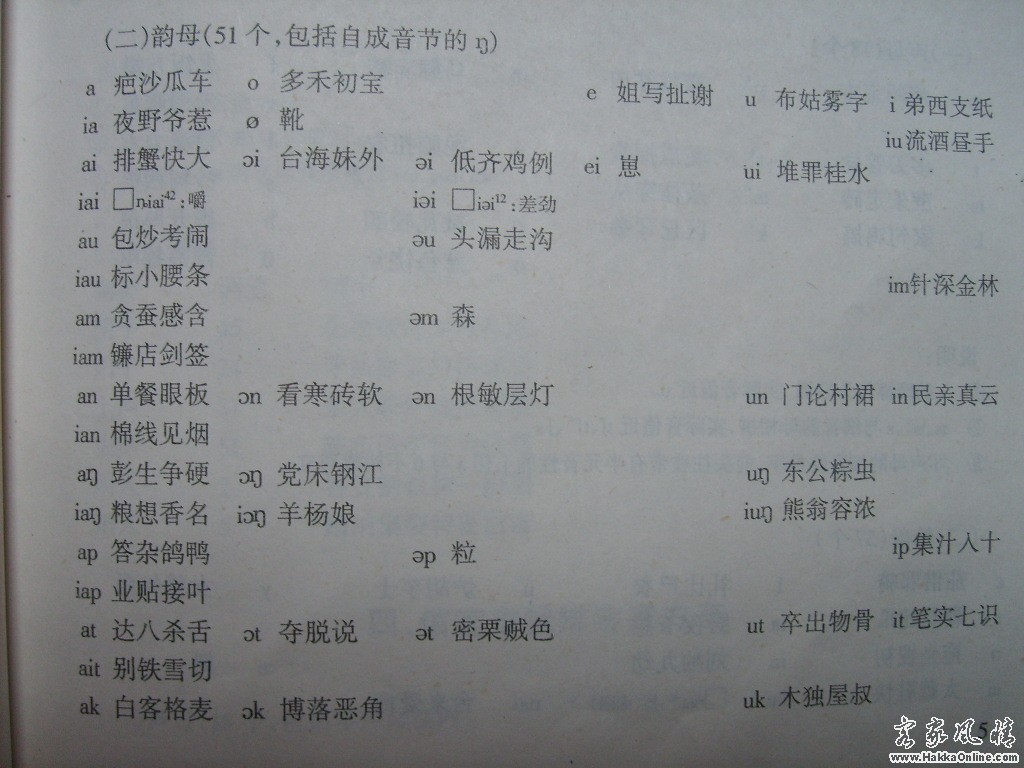 (二)韵母(51个,包括自成音节的ŋ)
a 疤沙瓜车 o 多禾初宝 e 姐写扯谢 u 布姑雾字 i 弟西支纸
ia 夜野爷惹 ø 靴 iu 流酒昼手
ai 排蟹快大 ɔi 台海妹外 əi 低齐鸡例 ei 崽 ui 堆罪桂水
iai □ȵiai⁴²:嚼 iəi □iəi¹²:差劲
au 包炒考闹 əu 头漏走沟
iau 标小腰条 im 针深金林
am 贪蚕感含 əm 森
iam 镰店剑签
an 单餐眼板 ɔn 看寒砖软 ən 根敏层灯 un 门论村裙 in 民亲真云
ian 棉线见烟
aŋ 彭生争硬 ɔŋ 党床钢江 uŋ 东公粽虫
iaŋ 粮想香名 iɔŋ 羊杨娘 iuŋ 熊翁容浓
ap 答杂鸽鸭 əp 粒 ip 集汁入十
iap 业贴接叶
at 达八杀舌 ɔt 夺脱说 ət 密栗贼色 ut 卒出物骨 it 笔实七识
ait 别铁雪切
ak 白客格麦 ək 博落恶角 uk 木独屋叔
5
客家风情
www.HakkaOnline.com